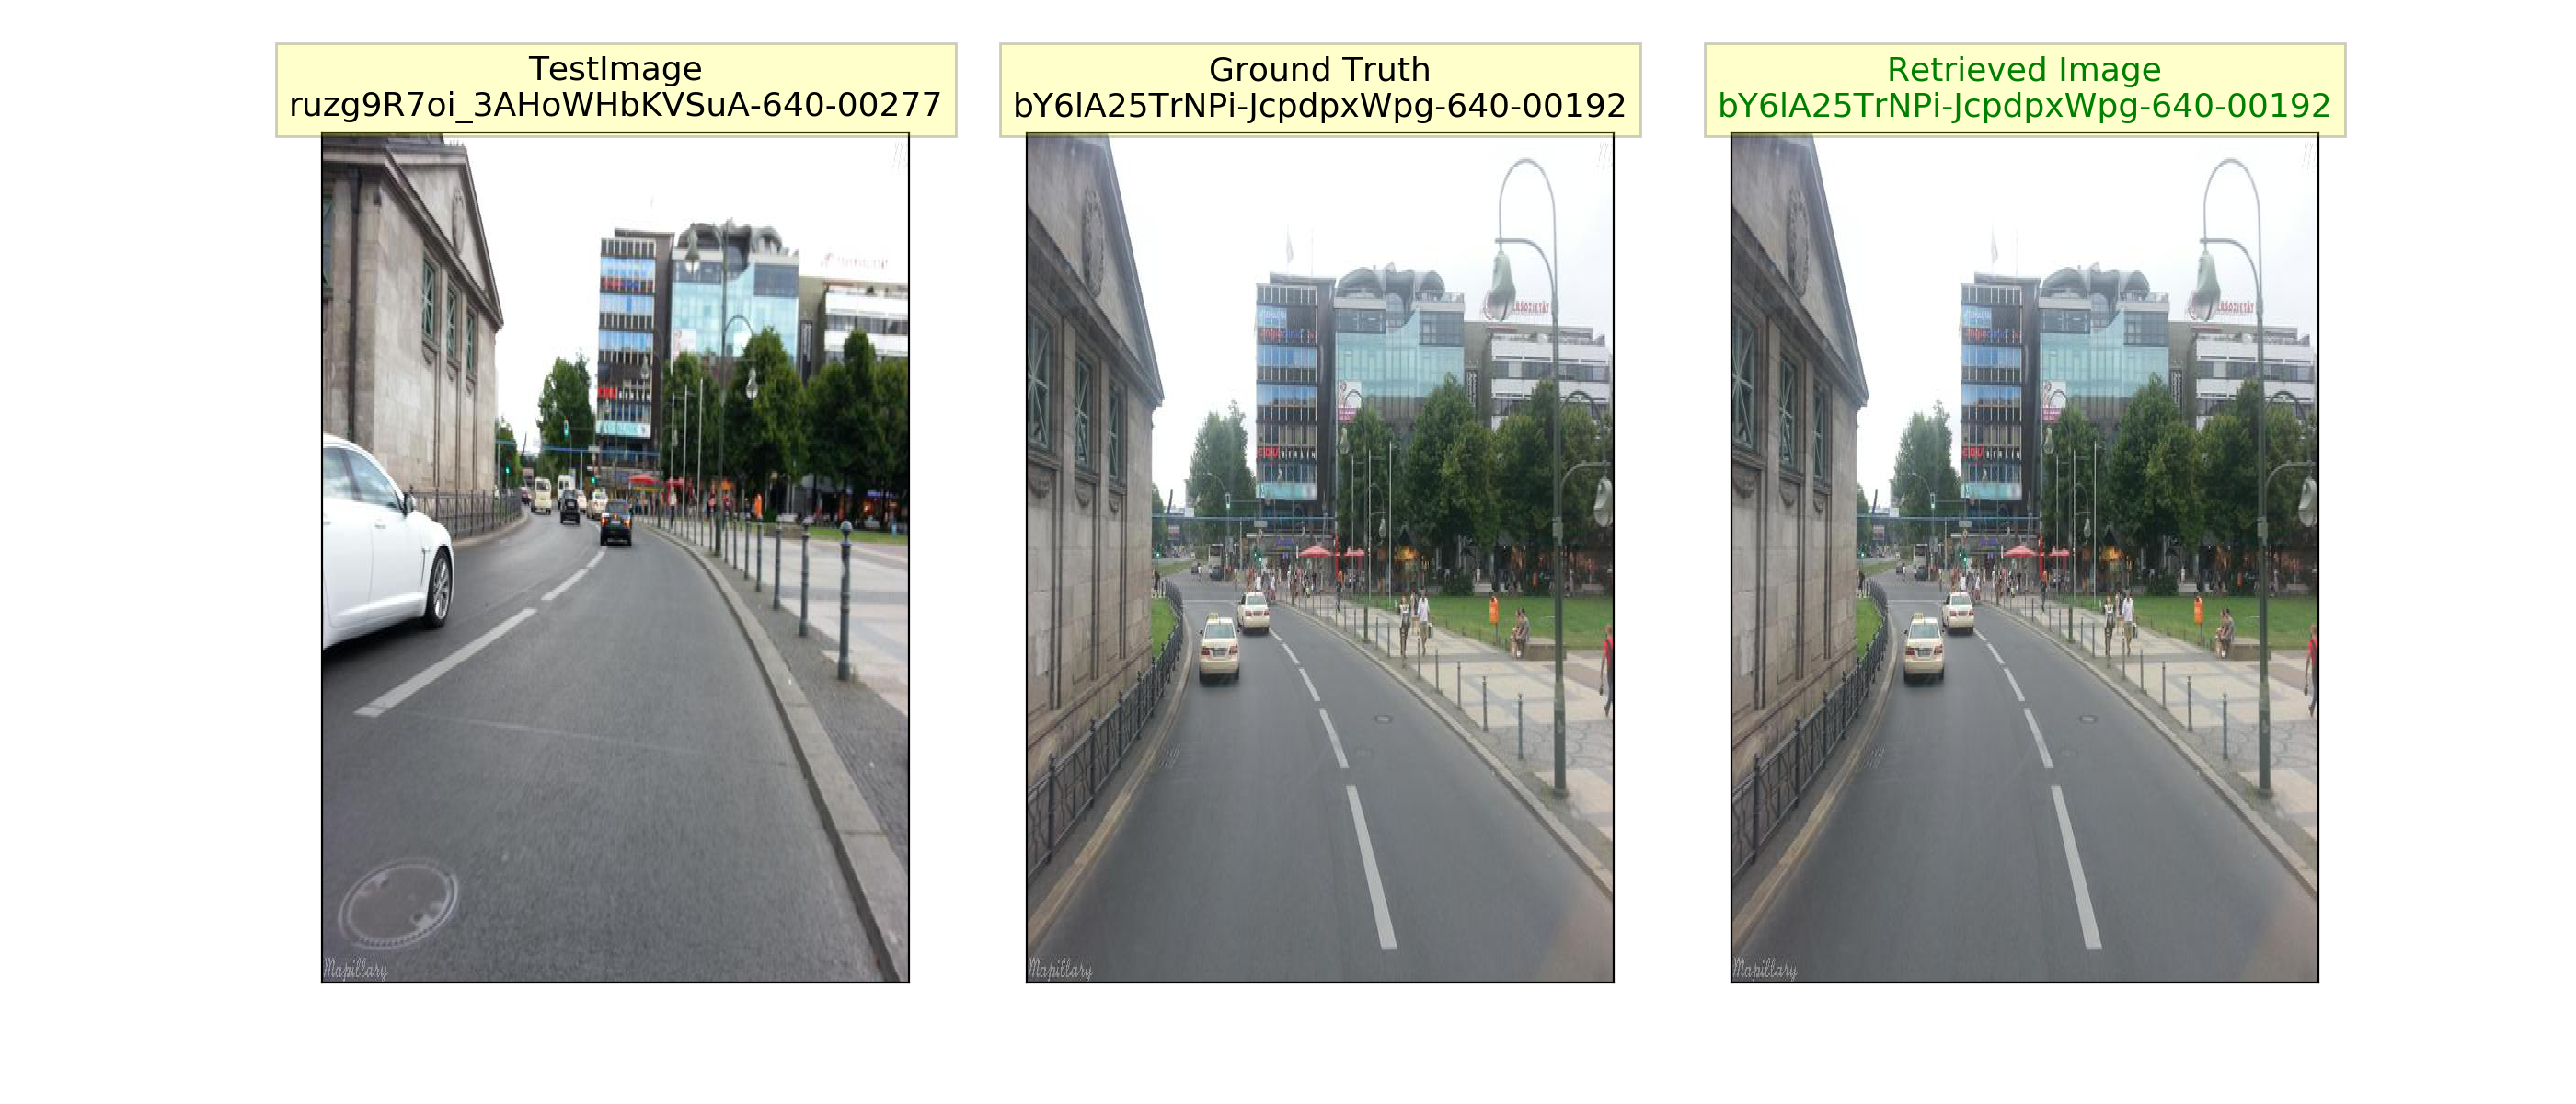 TestImage
ruzg9R7oi_3AHoWHbKVSuA-640-00277
Ground Truth
bY6lA25TrNPi-JcpdpxWpg-640-00192
Retrieved Image
bY6lA25TrNPi-JcpdpxWpg-640-00192
Mapillary
Mapillary
Mapillary